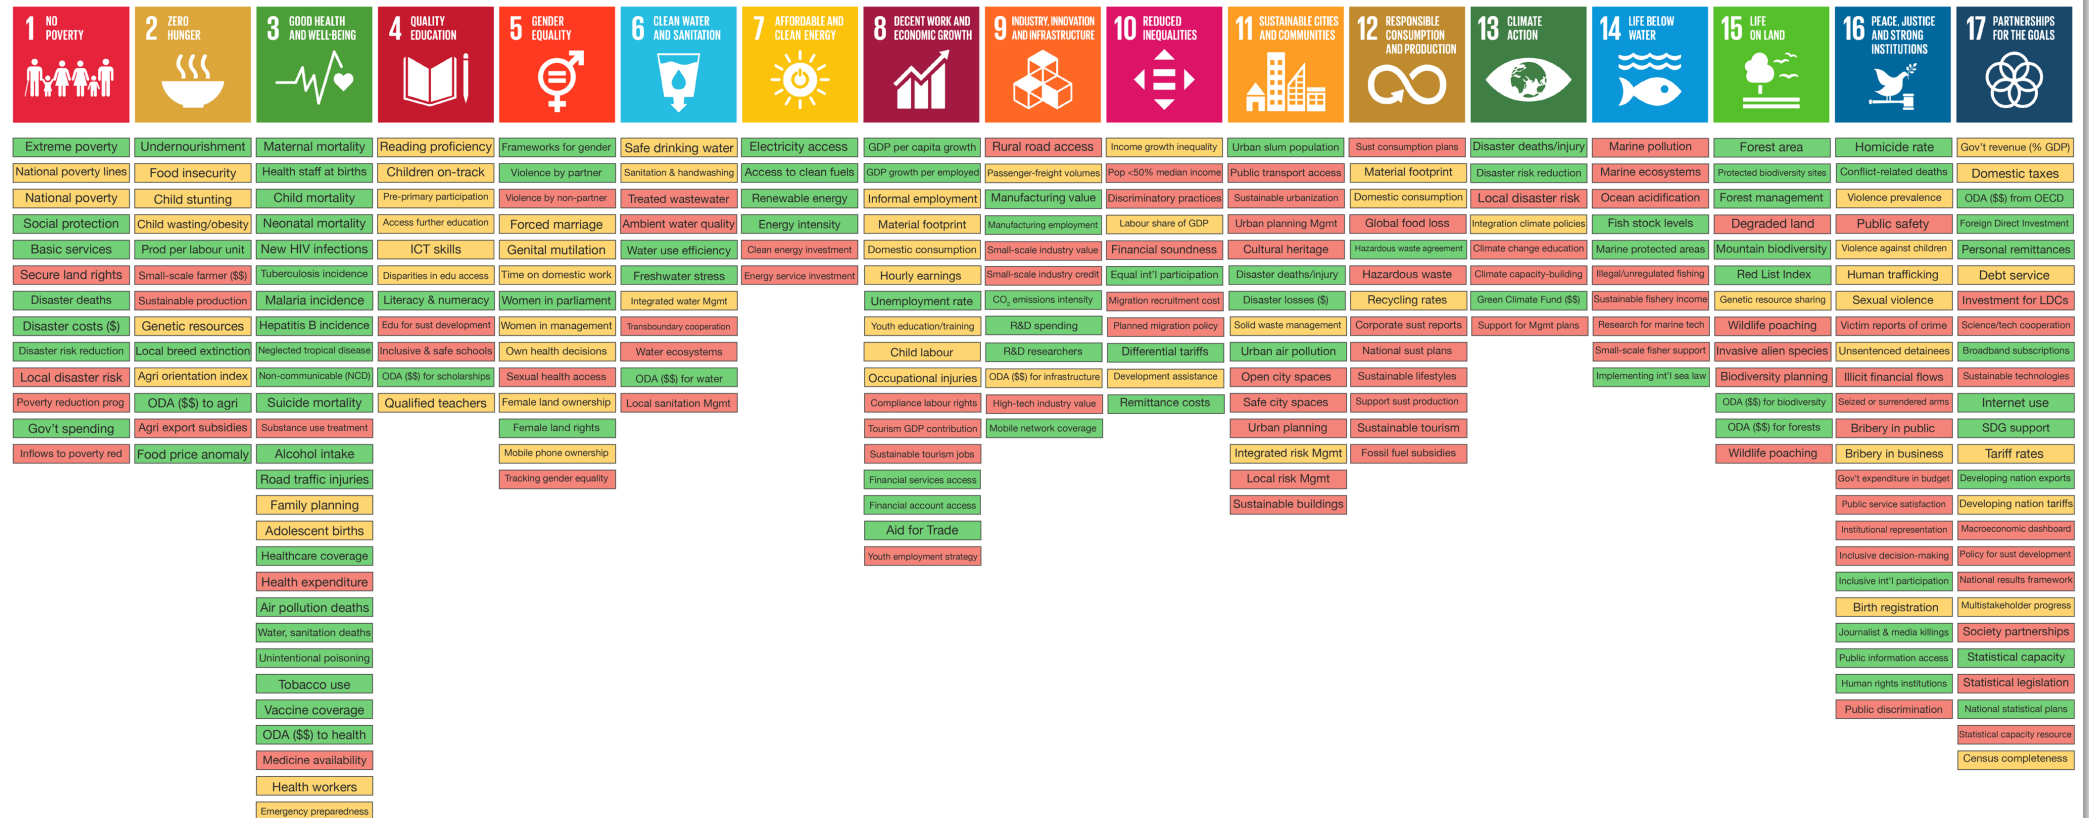 1 NO
POVERTY
2 ZERO
HUNGER
3 GOOD HEALTH
AND WELL-BEING
4 QUALITY
EDUCATION
5 GENDER
EQUALITY
6 CLEAN WATER
AND SANITATION
7 AFFORDABLE AND
CLEAN ENERGY
8 DECENT WORK AND
ECONOMIC GROWTH
9 INDUSTRY, INNOVATION
AND INFRASTRUCTURE
10 REDUCED
INEQUALITIES
11 SUSTAINABLE CITIES
AND COMMUNITIES
12 RESPONSIBLE
CONSUMPTION
AND PRODUCTION
13 CLIMATE
ACTION
14 LIFE BELOW
WATER
15 LIFE
ON LAND
16 PEACE, JUSTICE
AND STRONG
INSTITUTIONS
17 PARTNERSHIPS
FOR THE GOALS
Extreme poverty
National poverty lines
National poverty
Social protection
Basic services
Secure land rights
Disaster deaths
Disaster costs ($)
Disaster risk reduction
Local disaster risk
Poverty reduction prog
Gov't spending
Inflows to poverty red
Undernourishment
Food insecurity
Child stunting
Child wasting/obesity
Prod per labour unit
Small-scale farmer ($$)
Sustainable production
Genetic resources
Local breed extinction
Agri orientation index
ODA ($$) to agri
Agri export subsidies
Food price anomaly
Maternal mortality
Health staff at births
Child mortality
Neonatal mortality
New HIV infections
Tuberculosis incidence
Malaria incidence
Hepatitis B incidence
Neglected tropical disease
Non-communicable (NCD)
Suicide mortality
Substance use treatment
Alcohol intake
Road traffic injuries
Family planning
Adolescent births
Healthcare coverage
Health expenditure
Air pollution deaths
Water, sanitation deaths
Unintentional poisoning
Tobacco use
Vaccine coverage
ODA ($$) to health
Medicine availability
Health workers
Emergency preparedness
Reading proficiency
Children on-track
Pre-primary participation
Access further education
ICT skills
Disparities in edu access
Literacy & numeracy
Edu for sust development
Inclusive & safe schools
ODA ($$) for scholarships
Qualified teachers
Frameworks for gender
Violence by partner
Violence by non-partner
Forced marriage
Genital mutilation
Time on domestic work
Women in parliament
Women in management
Own health decisions
Sexual health access
Female land ownership
Female land rights
Mobile phone ownership
Tracking gender equality
Safe drinking water
Sanitation & handwashing
Treated wastewater
Ambient water quality
Water use efficiency
Freshwater stress
Integrated water Mgmt
Transboundary cooperation
Water ecosystems
ODA ($$) for water
Local sanitation Mgmt
Electricity access
Access to clean fuels
Renewable energy
Energy intensity
Clean energy investment
Energy service investment
GDP per capita growth
GDP growth per employed
Informal employment
Material footprint
Domestic consumption
Hourly earnings
Unemployment rate
Youth education/training
Child labour
Occupational injuries
Compliance labour rights
Tourism GDP contribution
Sustainable tourism jobs
Financial services access
Financial account access
Aid for Trade
Youth employment strategy
Rural road access
Passenger-freight volumes
Manufacturing value
Manufacturing employment
Small-scale industry value
Small-scale industry credit
CO₂ emissions intensity
R&D spending
R&D researchers
ODA ($$) for infrastructure
High-tech industry value
Mobile network coverage
Income growth inequality
Pop <50% median income
Discriminatory practices
Labour share of GDP
Financial soundness
Equal int'l participation
Migration recruitment cost
Planned migration policy
Differential tariffs
Development assistance
Remittance costs
Urban slum population
Public transport access
Sustainable urbanization
Urban planning Mgmt
Cultural heritage
Disaster deaths/injury
Disaster losses ($)
Solid waste management
Urban air pollution
Open city spaces
Safe city spaces
Urban planning
Integrated risk Mgmt
Local risk Mgmt
Sustainable buildings
Sust consumption plans
Material footprint
Domestic consumption
Global food loss
Hazardous waste agreement
Hazardous waste
Recycling rates
Corporate sust reports
National sust plans
Sustainable lifestyles
Support sust production
Sustainable tourism
Fossil fuel subsidies
Disaster deaths/injury
Disaster risk reduction
Local disaster risk
Integration climate policies
Climate change education
Climate capacity-building
Green Climate Fund ($$)
Support for Mgmt plans
Marine pollution
Marine ecosystems
Ocean acidification
Fish stock levels
Marine protected areas
Illegal/unregulated fishing
Sustainable fishery income
Research for marine tech
Small-scale fisher support
Implementing int'l sea law
Forest area
Protected biodiversity sites
Forest management
Degraded land
Mountain biodiversity
Red List Index
Genetic resource sharing
Wildlife poaching
Invasive alien species
Biodiversity planning
ODA ($$) for biodiversity
ODA ($$) for forests
Wildlife poaching
Homicide rate
Conflict-related deaths
Violence prevalence
Public safety
Violence against children
Human trafficking
Sexual violence
Victim reports of crime
Unsentenced detainees
Illicit financial flows
Seized or surrendered arms
Bribery in public
Bribery in business
Gov't expenditure in budget
Public service satisfaction
Institutional representation
Inclusive decision-making
Inclusive int'l participation
Birth registration
Journalist & media killings
Public information access
Human rights institutions
Public discrimination
Gov't revenue (% GDP)
Domestic taxes
ODA ($$) from OECD
Foreign Direct Investment
Personal remittances
Debt service
Investment for LDCs
Science/tech cooperation
Broadband subscriptions
Sustainable technologies
Internet use
SDG support
Tariff rates
Developing nation exports
Developing nation tariffs
Macroeconomic dashboard
Policy for sust development
National results framework
Multistakeholder progress
Society partnerships
Statistical capacity
Statistical legislation
National statistical plans
Statistical capacity resource
Census completeness